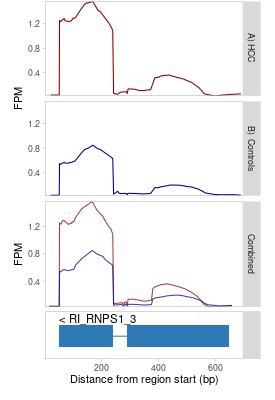 1.2
0.8
0.4
A) HCC
FPM
1.2
0.8
0.4
B) Controls
1.2
0.8
0.4
Combined
FPM
< RI_RNPS1_3
0
200
400
600
Distance from region start (bp)